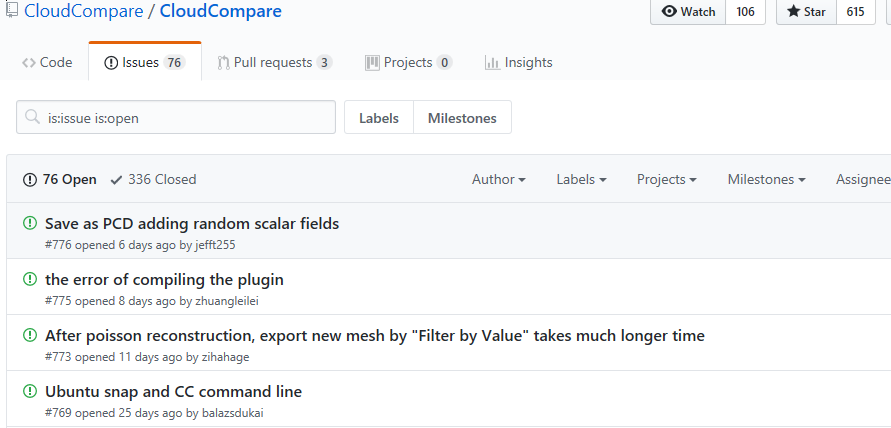 CloudCompare / CloudCompare
Watch 106 Star 615
Code Issues 76 Pull requests 3 Projects 0 Insights
is:issue is:open Labels Milestones
76 Open 336 Closed Author Labels Projects Milestones Assignee
Save as PCD adding random scalar fields
#776 opened 6 days ago by jefft255
the error of compiling the plugin
#775 opened 8 days ago by zhuangleilei
After poisson reconstruction, export new mesh by "Filter by Value" takes much longer time
#773 opened 11 days ago by zihahage
Ubuntu snap and CC command line
#769 opened 25 days ago by balazsdukai